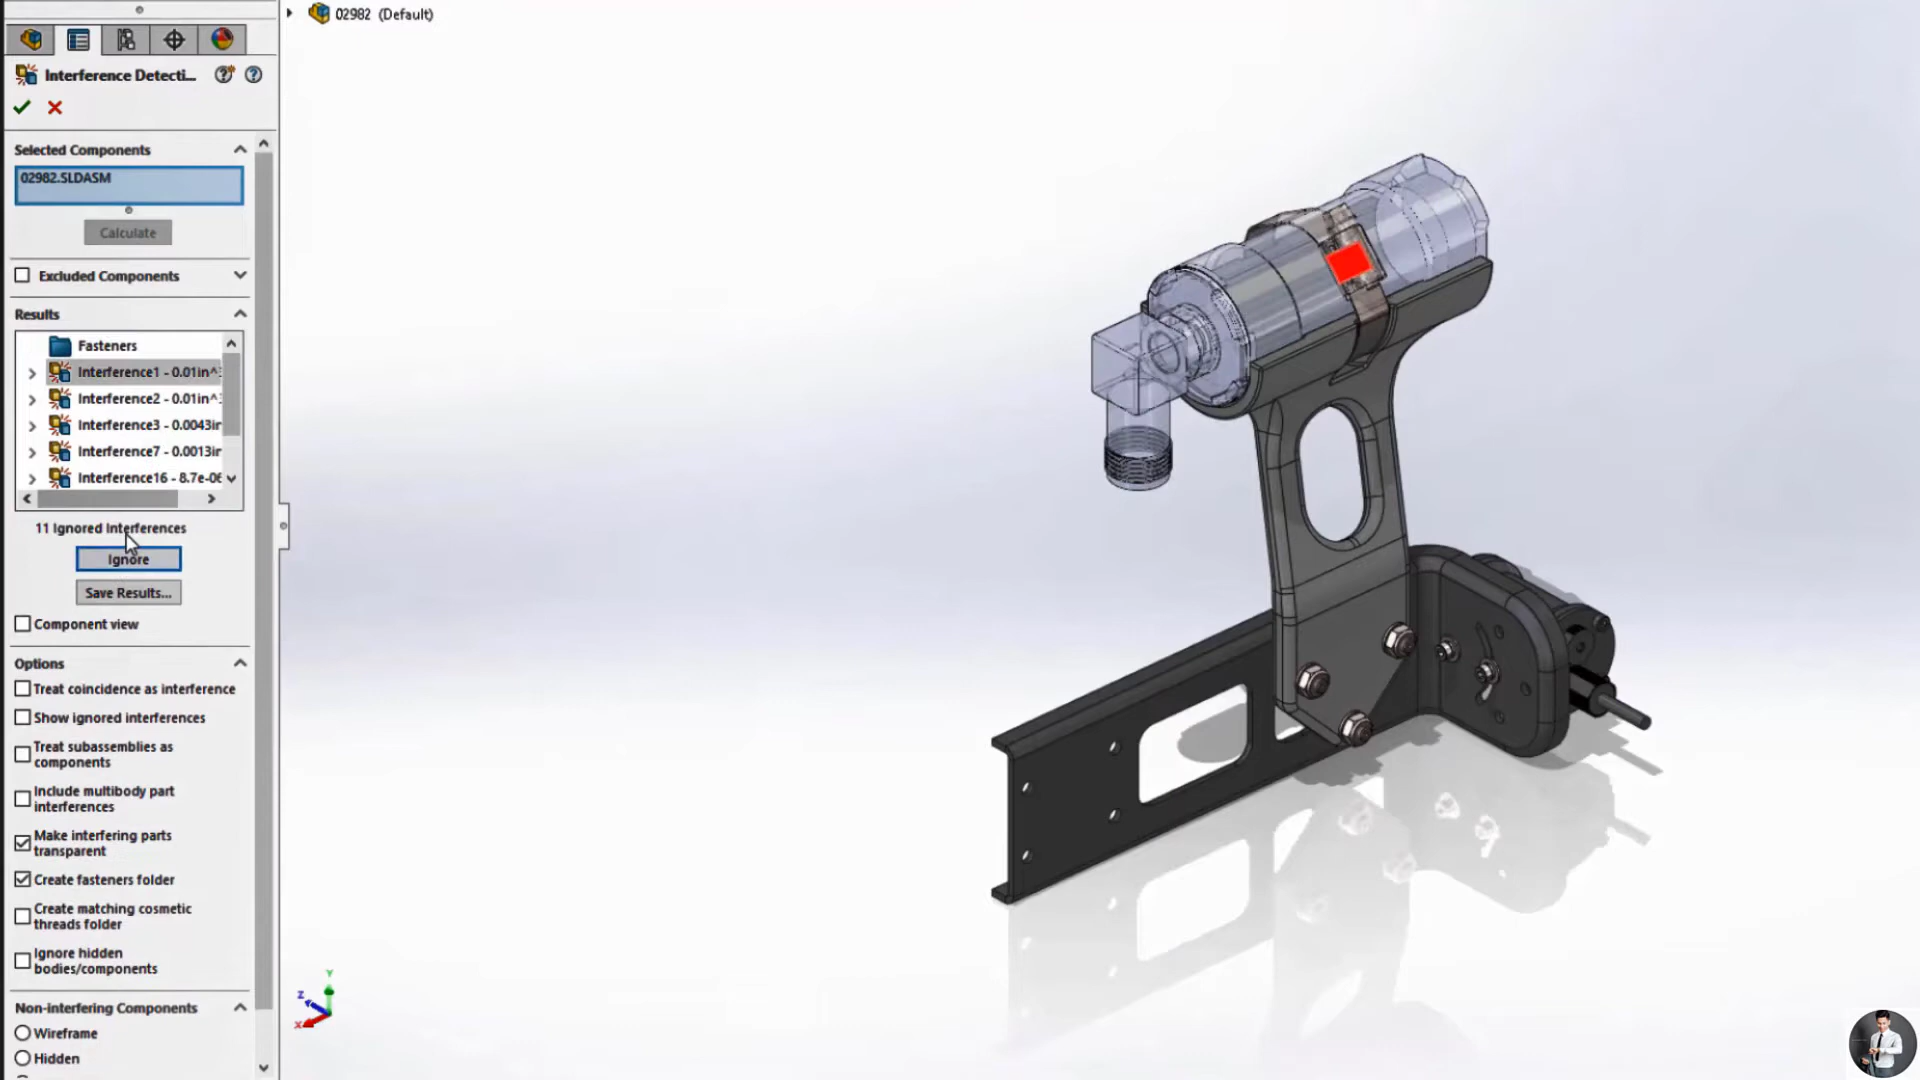 02982 (Default)
Interference Detecti...
Selected Components
02982.SLDASM
Calculate
Excluded Components
Results
Fasteners
Interference1 - 0.01in^
Interference2 - 0.01in^
Interference3 - 0.0043in
Interference7 - 0.0013in
Interference16 - 8.7e-06
11 Ignored Interferences
Ignore
Save Results...
Component view
Options
Treat coincidence as interference
Show ignored interferences
Treat subassemblies as
components
Include multibody part
interferences
Make interfering parts
transparent
Create fasteners folder
Create matching cosmetic
threads folder
Ignore hidden
bodies/components
Non-interfering Components
Wireframe
Hidden
Y
Z
X